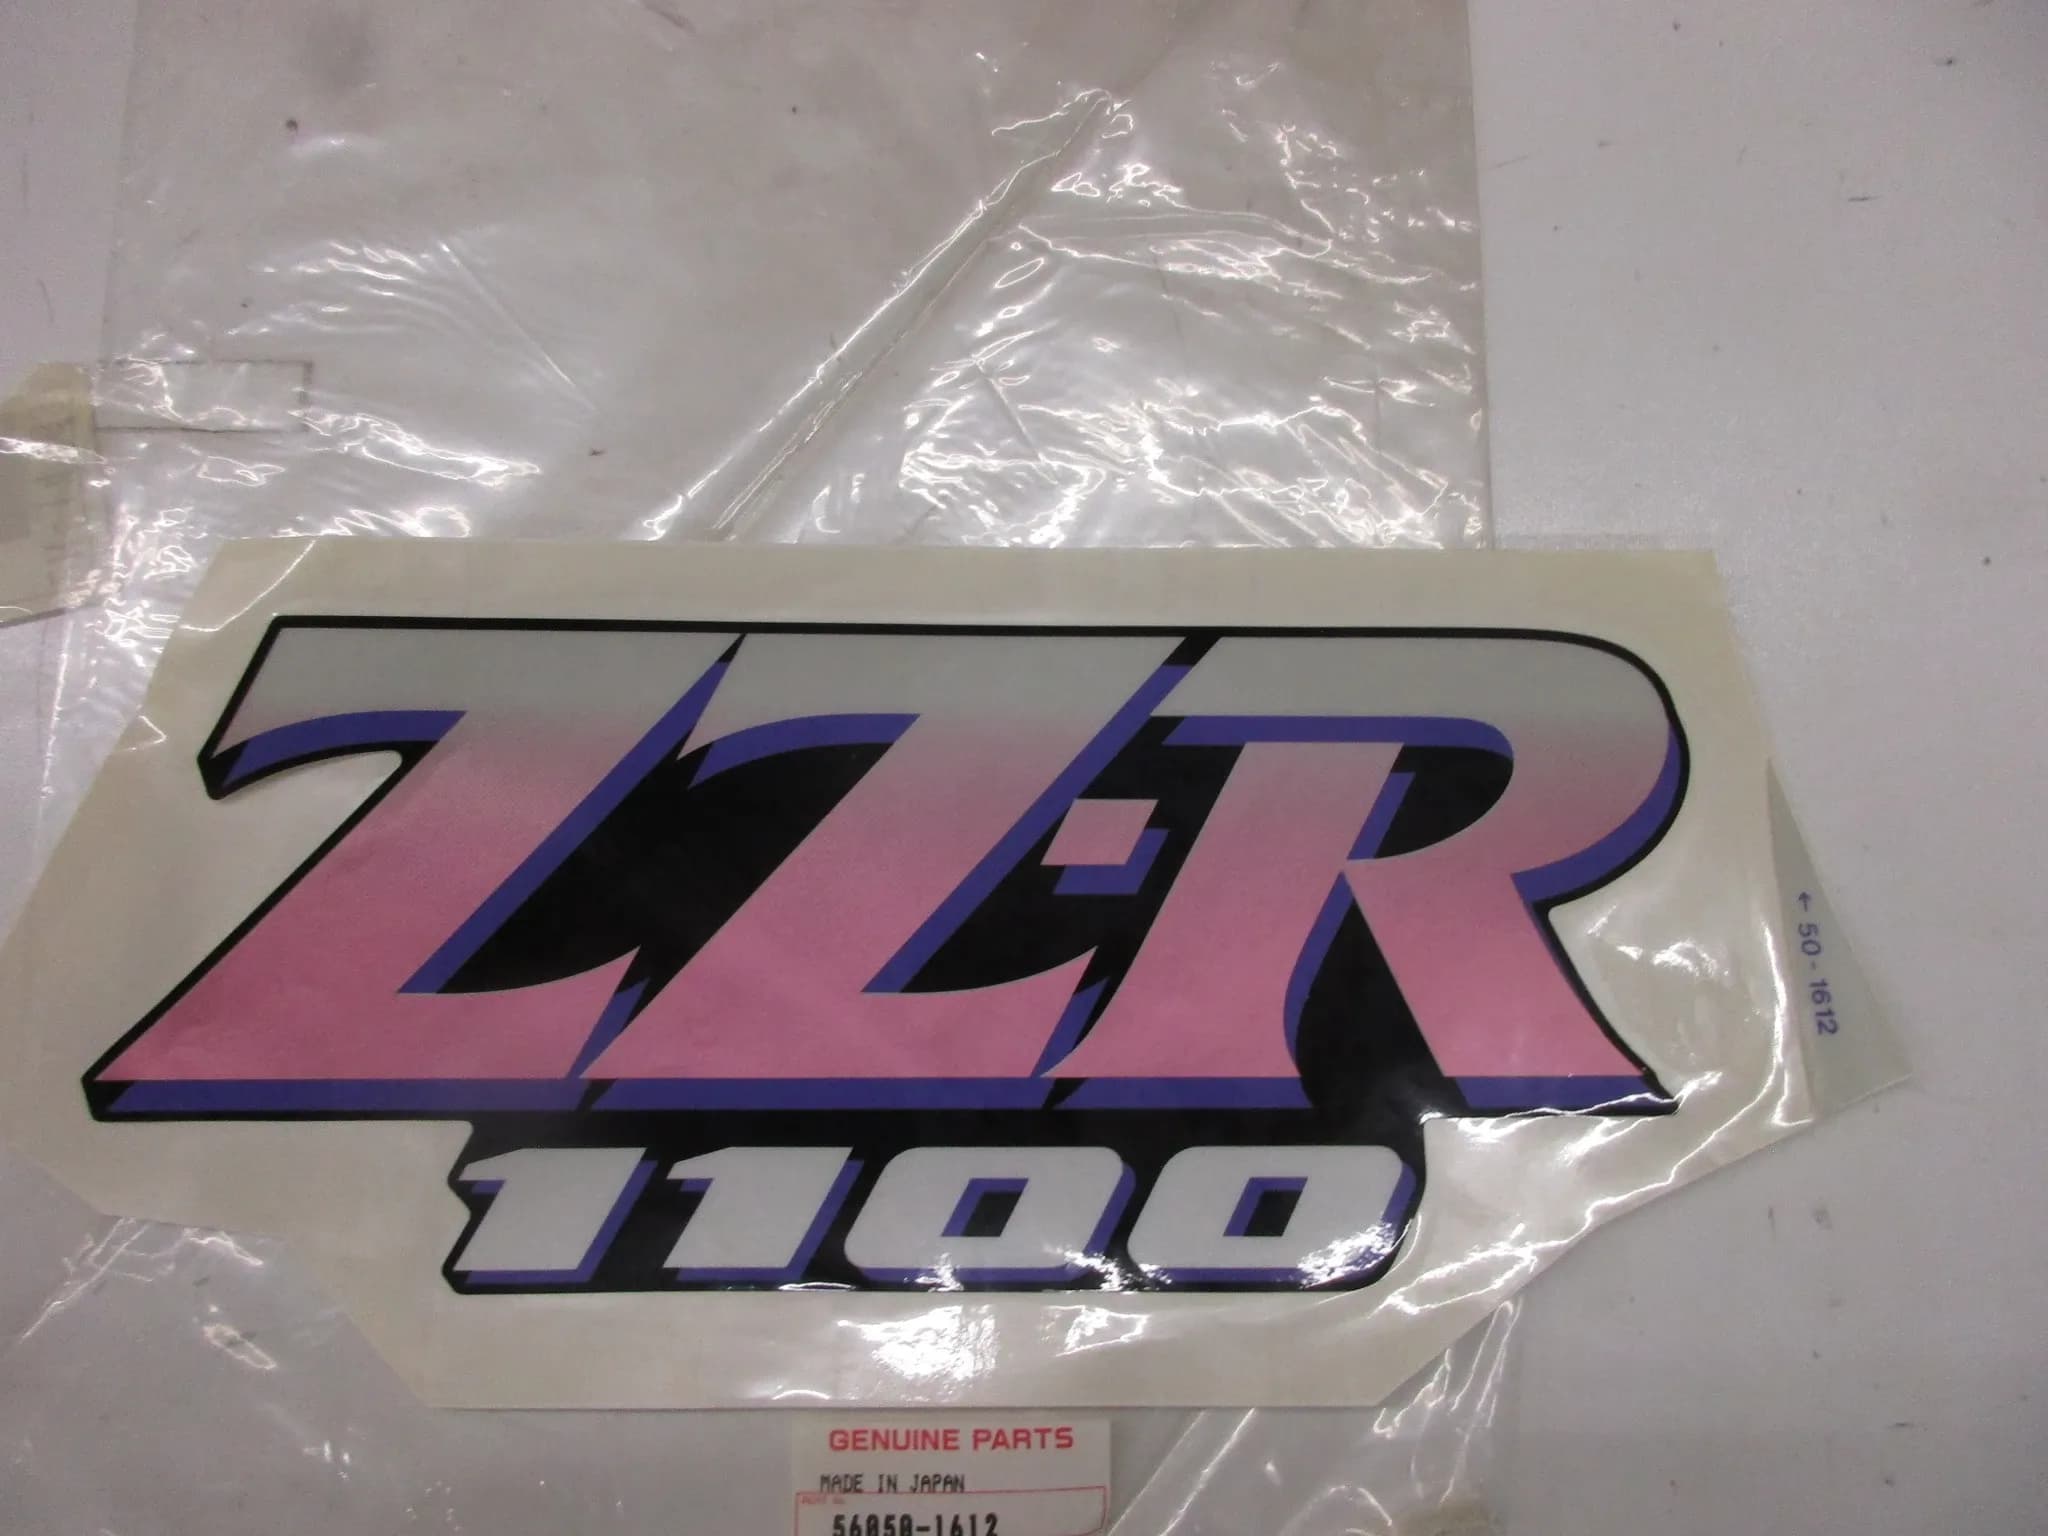 ZZ-R
1100
← 50-1612
GENUINE PARTS
MADE IN JAPAN
56050-1612